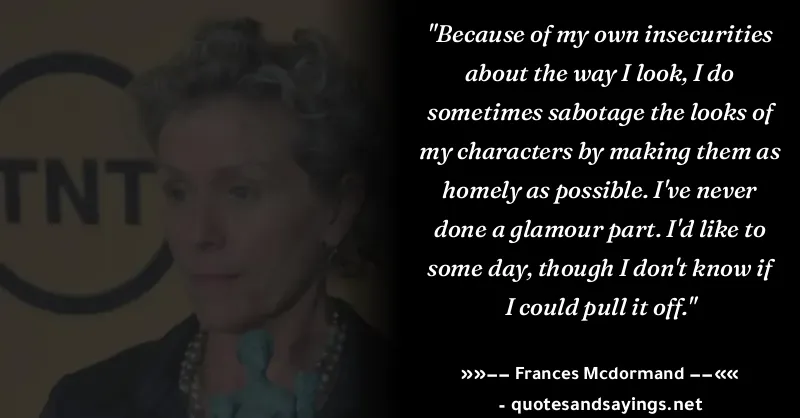 TNT
"Because of my own insecurities
about the way I look, I do
sometimes sabotage the looks of
my characters by making them as
homely as possible. I've never
done a glamour part. I'd like to
some day, though I don't know if
I could pull it off."
»»–– Frances Mcdormand ––««
- quotesandsayings.net